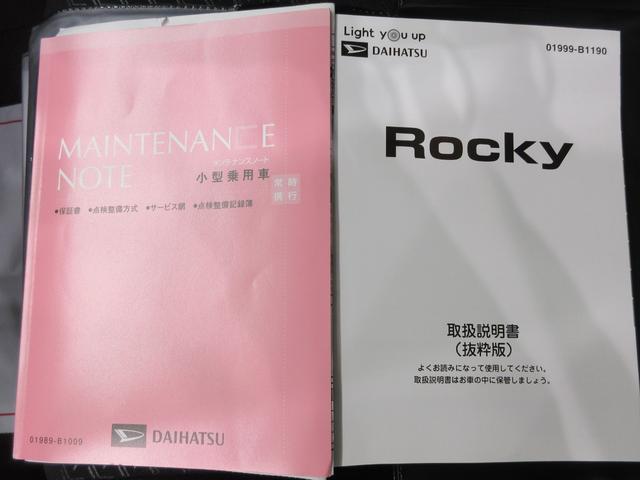 MAINTENANCE
NOTE
メンテナンスノート
小型乗用車
常時
携行
●保証書 ●点検整備方式 ●サービス網 ●点検整備記録簿
01989-B1009
DAIHATSU
Light you up
DAIHATSU
01999-B1190
Rocky
取扱説明書
（抜粋版）
よくお読みになって使用してください。
取扱説明書はお車の中に保管しましょう。